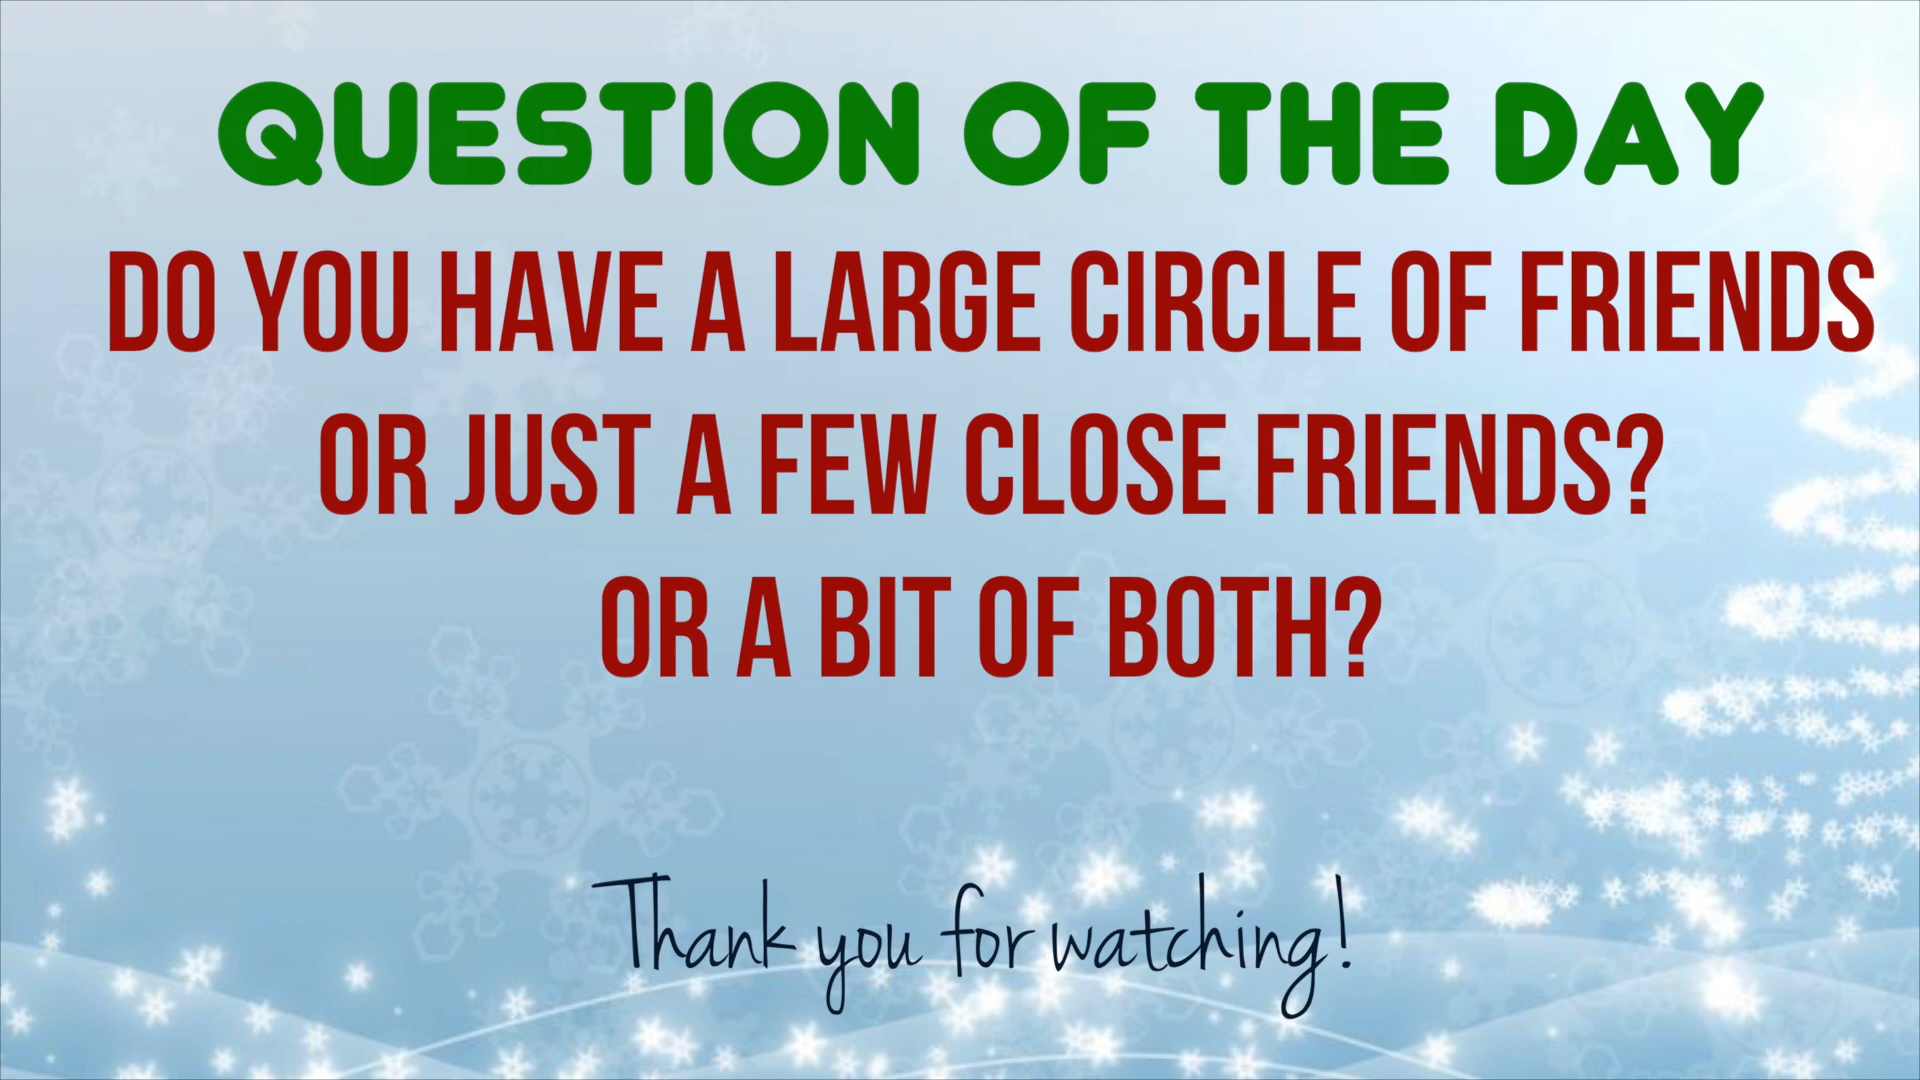 QUESTION OF THE DAY
DO YOU HAVE A LARGE CIRCLE OF FRIENDS
OR JUST A FEW CLOSE FRIENDS?
OR A BIT OF BOTH?
Thank you for watching!